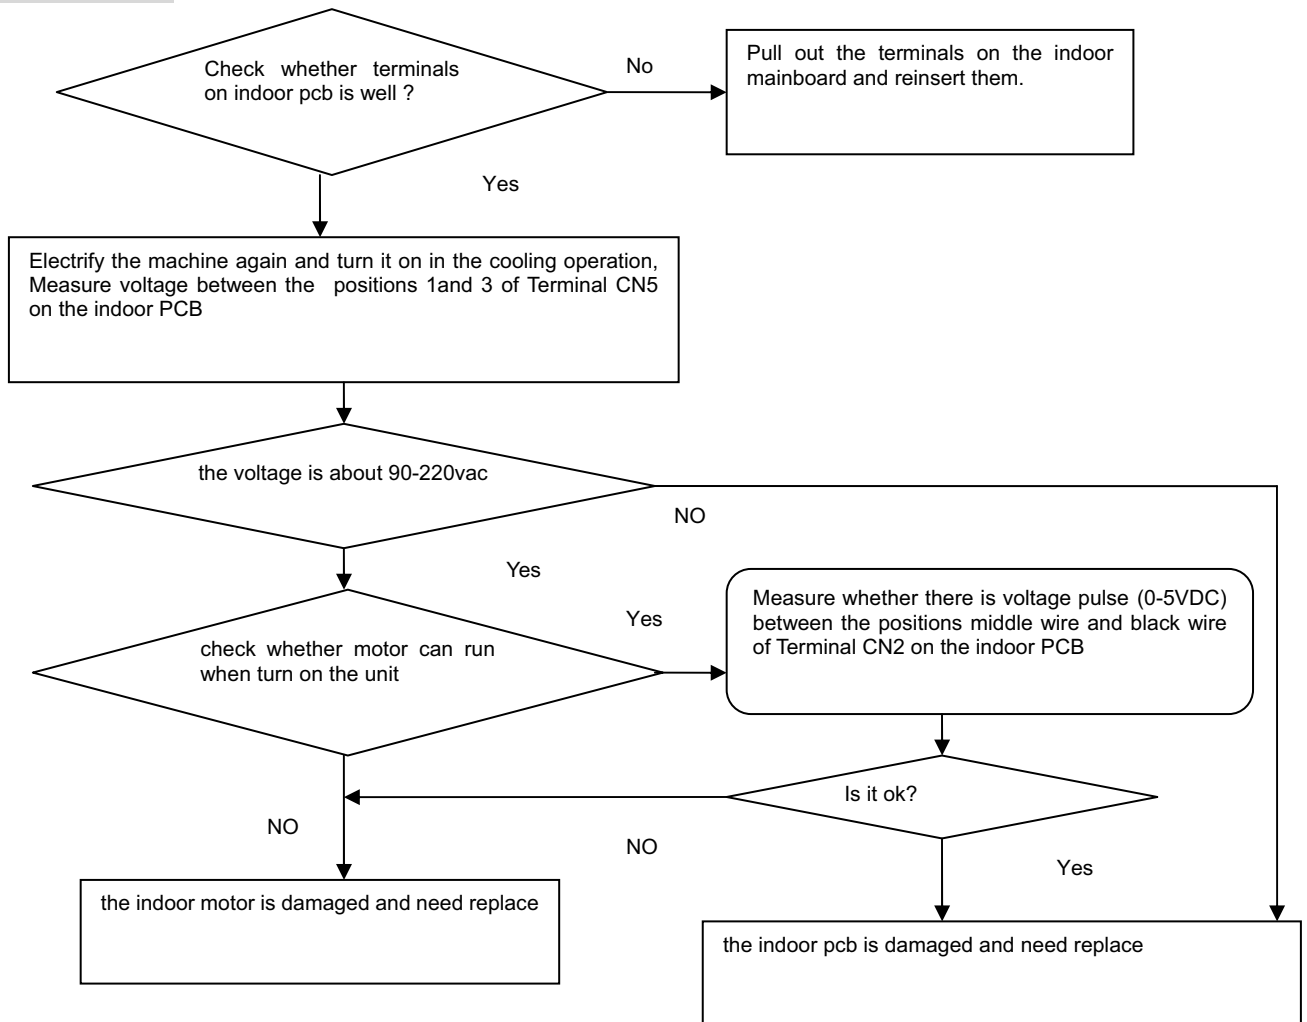 Check whether terminals
on indoor pcb is well ?
No
Pull out the terminals on the indoor
mainboard and reinsert them.
Yes
Electrify the machine again and turn it on in the cooling operation,
Measure voltage between the positions 1and 3 of Terminal CN5
on the indoor PCB
the voltage is about 90-220vac
NO
Yes
check whether motor can run
when turn on the unit
Yes
Measure whether there is voltage pulse (0-5VDC)
between the positions middle wire and black wire
of Terminal CN2 on the indoor PCB
Is it ok?
NO
NO
Yes
the indoor motor is damaged and need replace
the indoor pcb is damaged and need replace